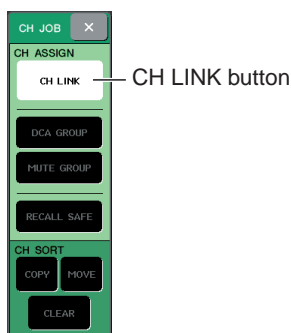 CH JOB ×
CH ASSIGN
CH LINK
CH LINK button
DCA GROUP
MUTE GROUP
RECALL SAFE
CH SORT
COPY MOVE
CLEAR